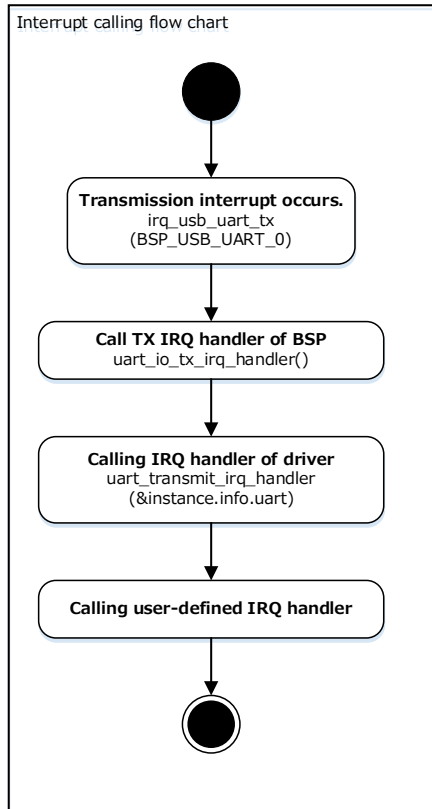 Interrupt calling flow chart
Transmission interrupt occurs.
irq_usb_uart_tx
(BSP_USB_UART_0)
Call TX IRQ handler of BSP
uart_io_tx_irq_handler()
Calling IRQ handler of driver
uart_transmit_irq_handler
(&instance.info.uart)
Calling user-defined IRQ handler